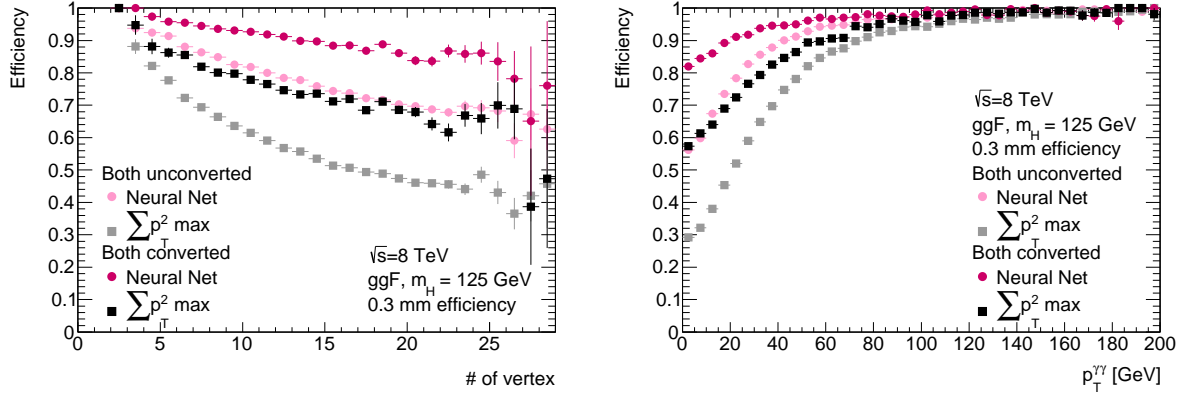 Efficiency
1
0.9
0.8
0.7
0.6
0.5
0.4
0.3
0.2
0.1
0
Both unconverted
Neural Net
∑p_T^2 max
Both converted
Neural Net
∑p_T^2 max
√s=8 TeV
ggF, m_H = 125 GeV
0.3 mm efficiency
0 5 10 15 20 25
# of vertex
Efficiency
1
0.9
0.8
0.7
0.6
0.5
0.4
0.3
0.2
0.1
0
√s=8 TeV
ggF, m_H = 125 GeV
0.3 mm efficiency
Both unconverted
Neural Net
∑p_T^2 max
Both converted
Neural Net
∑p_T^2 max
0 20 40 60 80 100 120 140 160 180 200
p_T^γγ [GeV]